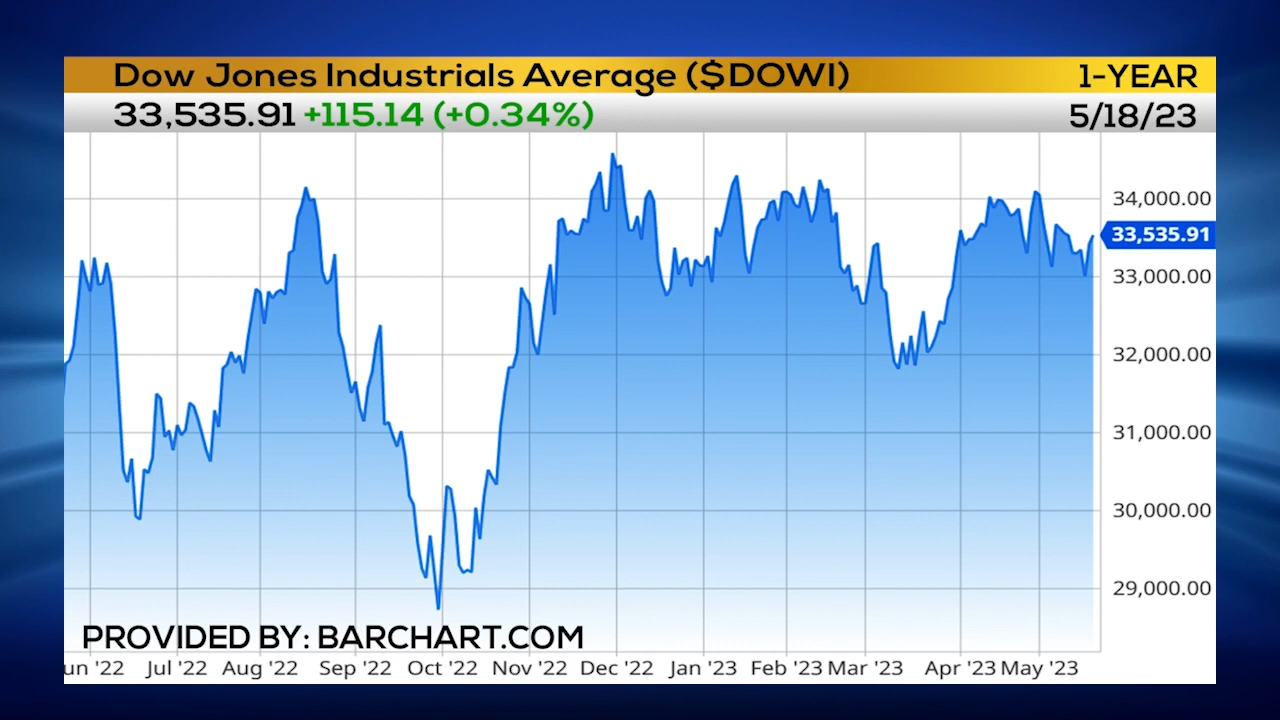 Dow Jones Industrials Average ($DOWI) 1-YEAR
33,535.91 +115.14 (+0.34%) 5/18/23
34,000.00
33,535.91
33,000.00
32,000.00
31,000.00
30,000.00
29,000.00
PROVIDED BY: BARCHART.COM
un '22 Jul '22 Aug '22 Sep '22 Oct '22 Nov '22 Dec '22 Jan '23 Feb '23 Mar '23 Apr '23 May '23